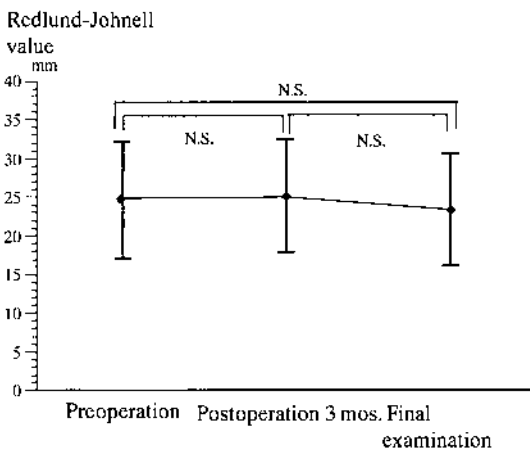 Redlund-Johnell
value
mm
40
35
30
25
20
15
10
5
0
N.S.
N.S.
N.S.
Preoperation Postoperation 3 mos. Final
examination